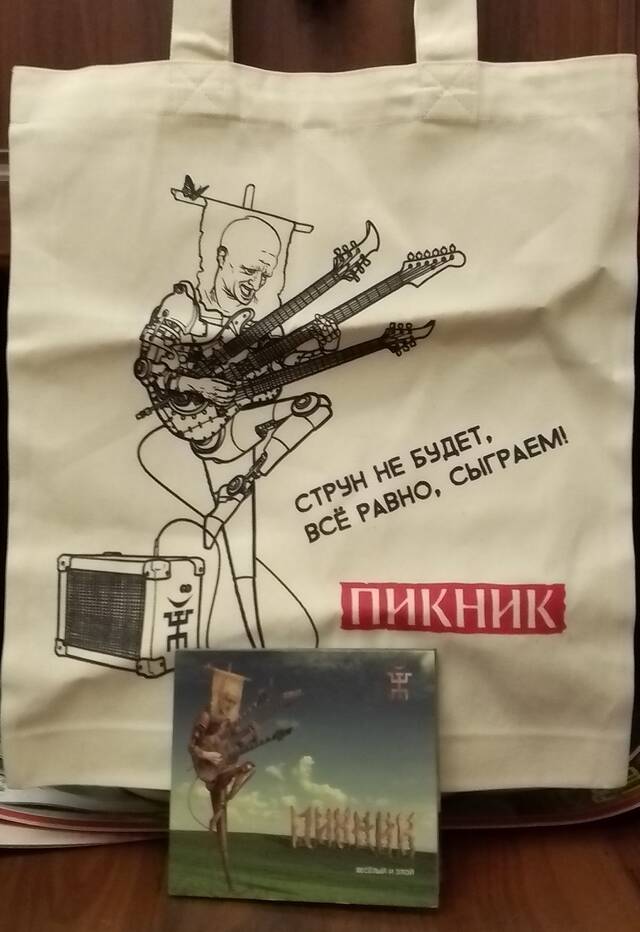 СТРУН НЕ БУДЕТ,
ВСЁ РАВНО, СЫГРАЕМ!
ПИКНИК
ПИКНИК
ВЕСЁЛЫЙ И ЗЛОЙ